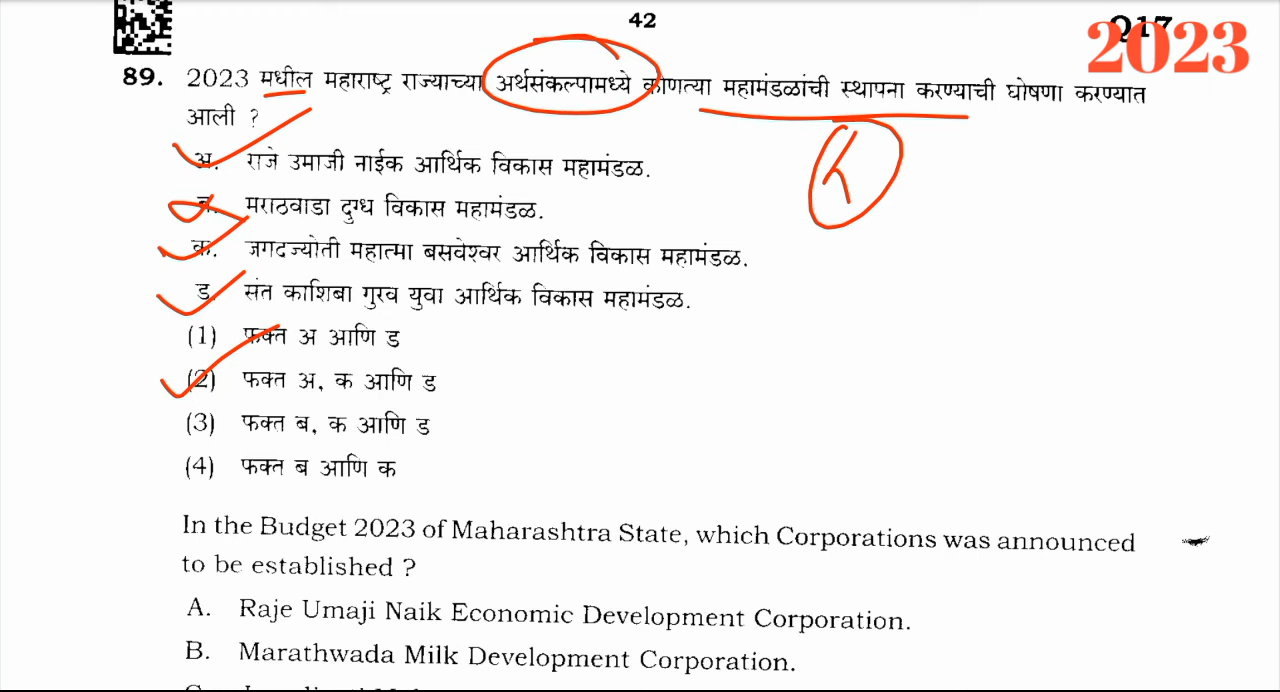 42
Q17
2023
89. 2023 मधील महाराष्ट्र राज्याच्या अर्थसंकल्पामध्ये कोणत्या महामंडळांची स्थापना करण्याची घोषणा करण्यात
आली ?
अ. राजे उमाजी नाईक आर्थिक विकास महामंडळ.
ब. मराठवाडा दुग्ध विकास महामंडळ.
क. जगदज्योती महात्मा बसवेश्वर आर्थिक विकास महामंडळ.
ड. संत काशिबा गुरव युवा आर्थिक विकास महामंडळ.
(1) फक्त अ आणि ड
(2) फक्त अ, क आणि ड
(3) फक्त ब, क आणि ड
(4) फक्त ब आणि क
In the Budget 2023 of Maharashtra State, which Corporations was announced
to be established ?
A. Raje Umaji Naik Economic Development Corporation.
B. Marathwada Milk Development Corporation.